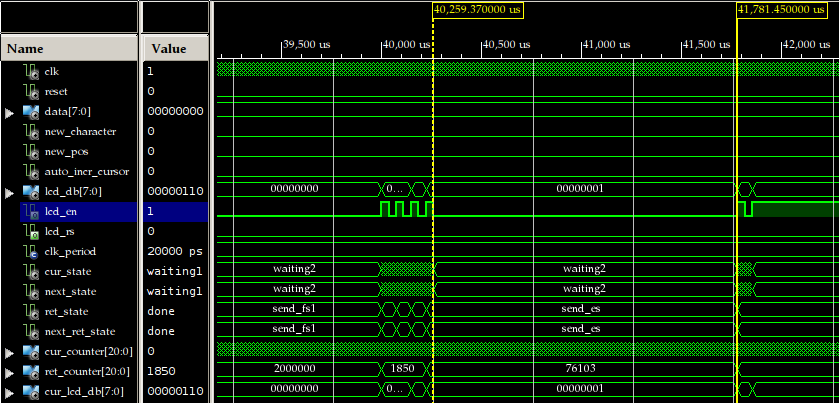 40,259.370000 us 41,781.450000 us
Name Value 39,500 us 40,000 us 40,500 us 41,000 us 41,500 us 42,000 us
clk 1
reset 0
data[7:0] 00000000
new_character 0
new_pos 0
auto_incr_cursor 0
lcd_db[7:0] 00000110 00000000 0... 00000001
lcd_en 1
lcd_rs 0
clk_period 20000 ps
cur_state waiting1 waiting2 waiting2
next_state waiting1 waiting2 waiting2
ret_state done send_fs1 send_es
next_ret_state done send_fs1 send_es
cur_counter[20:0] 0
ret_counter[20:0] 1850 2000000 1850 76103
cur_lcd_db[7:0] 00000110 00000000 0... 00000001